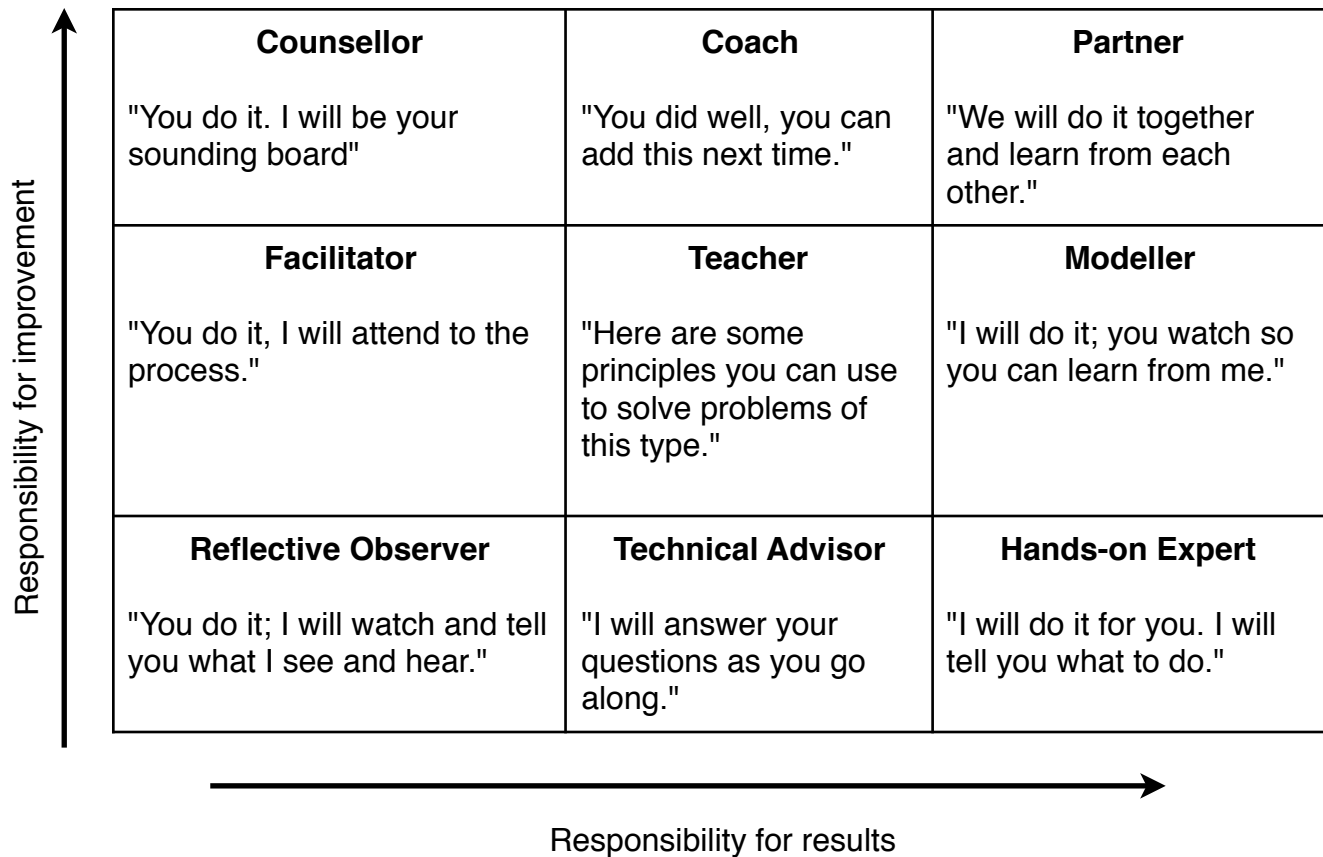 Responsibility for improvement
Counsellor
"You do it. I will be your
sounding board"
Coach
"You did well, you can
add this next time."
Partner
"We will do it together
and learn from each
other."
Facilitator
"You do it, I will attend to the
process."
Teacher
"Here are some
principles you can use
to solve problems of
this type."
Modeller
"I will do it; you watch so
you can learn from me."
Reflective Observer
"You do it; I will watch and tell
you what I see and hear."
Technical Advisor
"I will answer your
questions as you go
along."
Hands-on Expert
"I will do it for you. I will
tell you what to do."
Responsibility for results